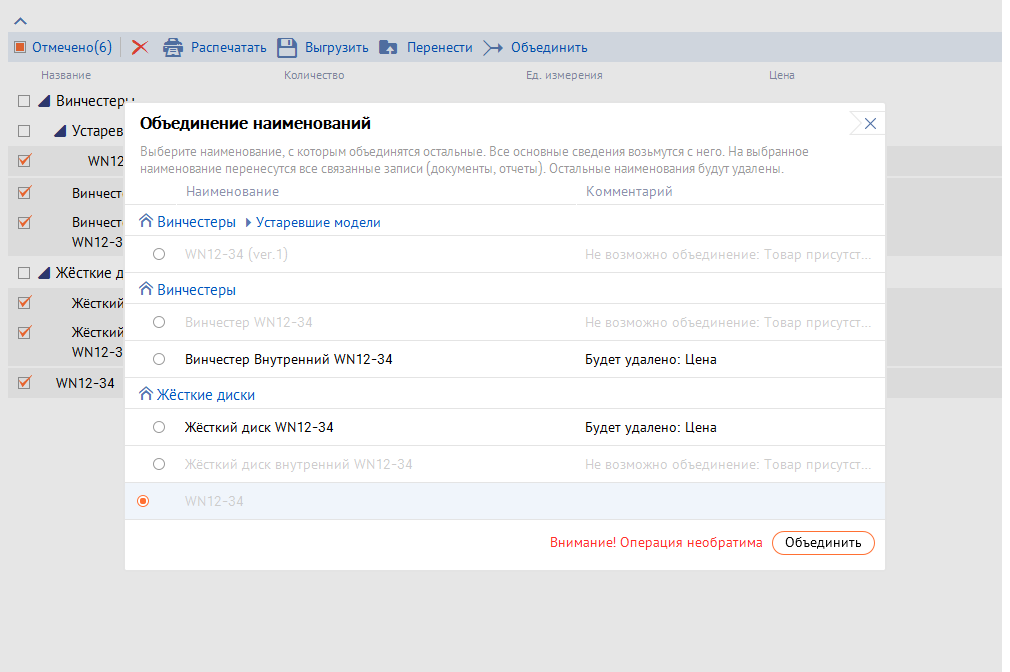 Отмечено(6) Распечатать Выгрузить Перенести Объединить
Название Количество Ед. измерения Цена
Винчестеры
Устарев
WN12
Винчест
Винчест
WN12-3
Жёсткие д
Жёсткий
Жёсткий
WN12-3
WN12-34
Объединение наименований
Выберите наименование, с которым объединятся остальные. Все основные сведения возьмутся с него. На выбранное
наименование перенесутся все связанные записи (документы, отчеты). Остальные наименования будут удалены.
Наименование Комментарий
Винчестеры Устаревшие модели
WN12-34 (ver.1) Не возможно объединение: Товар присутст...
Винчестеры
Винчестер WN12-34 Не возможно объединение: Товар присутст...
Винчестер Внутренний WN12-34 Будет удалено: Цена
Жёсткие диски
Жёсткий диск WN12-34 Будет удалено: Цена
Жёсткий диск внутренний WN12-34 Не возможно объединение: Товар присутст...
WN12-34
Внимание! Операция необратима Объединить